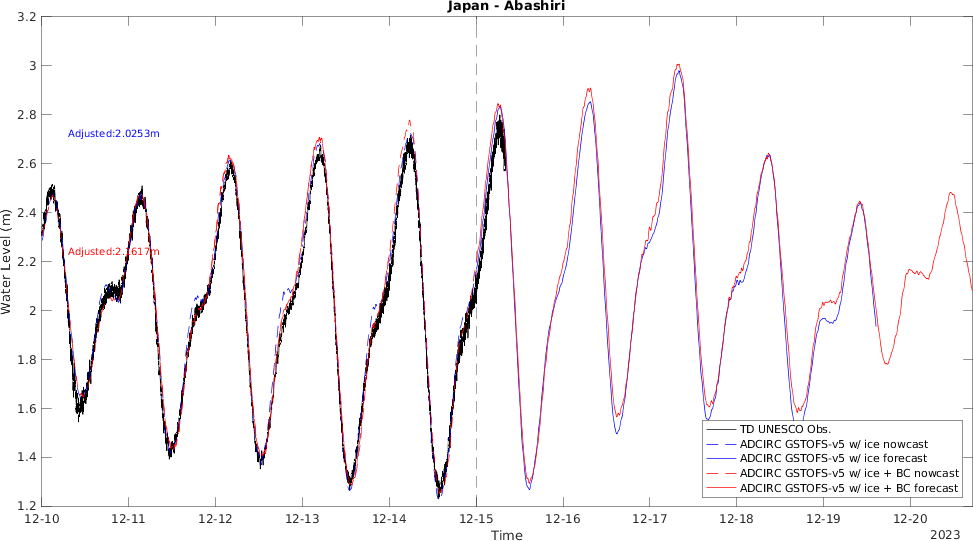 Japan - Abashiri
3.2
3
2.8
2.6
2.4
2.2
2
1.8
1.6
1.4
1.2
Water Level (m)
Adjusted:2.0253m
Adjusted:2.1617m
TD UNESCO Obs.
ADCIRC GSTOFS-v5 w/ ice nowcast
ADCIRC GSTOFS-v5 w/ ice forecast
ADCIRC GSTOFS-v5 w/ ice + BC nowcast
ADCIRC GSTOFS-v5 w/ ice + BC forecast
12-10 12-11 12-12 12-13 12-14 12-15 12-16 12-17 12-18 12-19 12-20
Time
2023